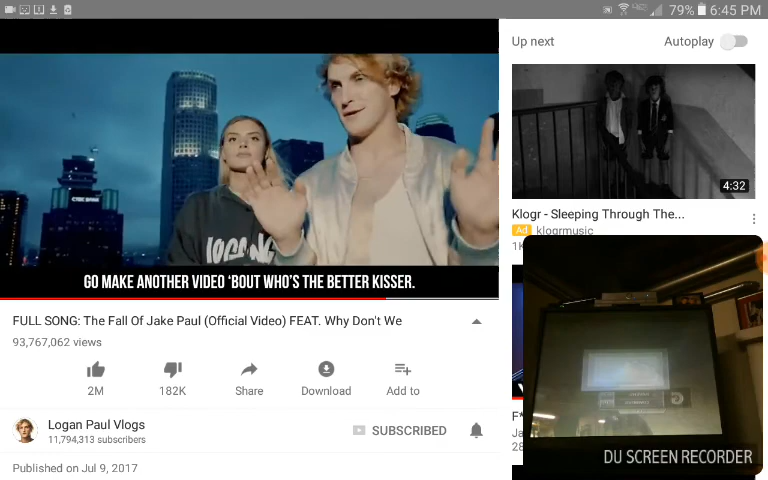 79% 6:45 PM
Up next
Autoplay
GO MAKE ANOTHER VIDEO ‘BOUT WHO'S THE BETTER KISSER.
4:32
Klogr - Sleeping Through The...
Ad klogrmusic
FULL SONG: The Fall Of Jake Paul (Official Video) FEAT. Why Don't We
93,767,062 views
2M
182K
Share
Download
Add to
Logan Paul Vlogs
11,794,313 subscribers
SUBSCRIBED
Published on Jul 9, 2017
DU SCREEN RECORDER